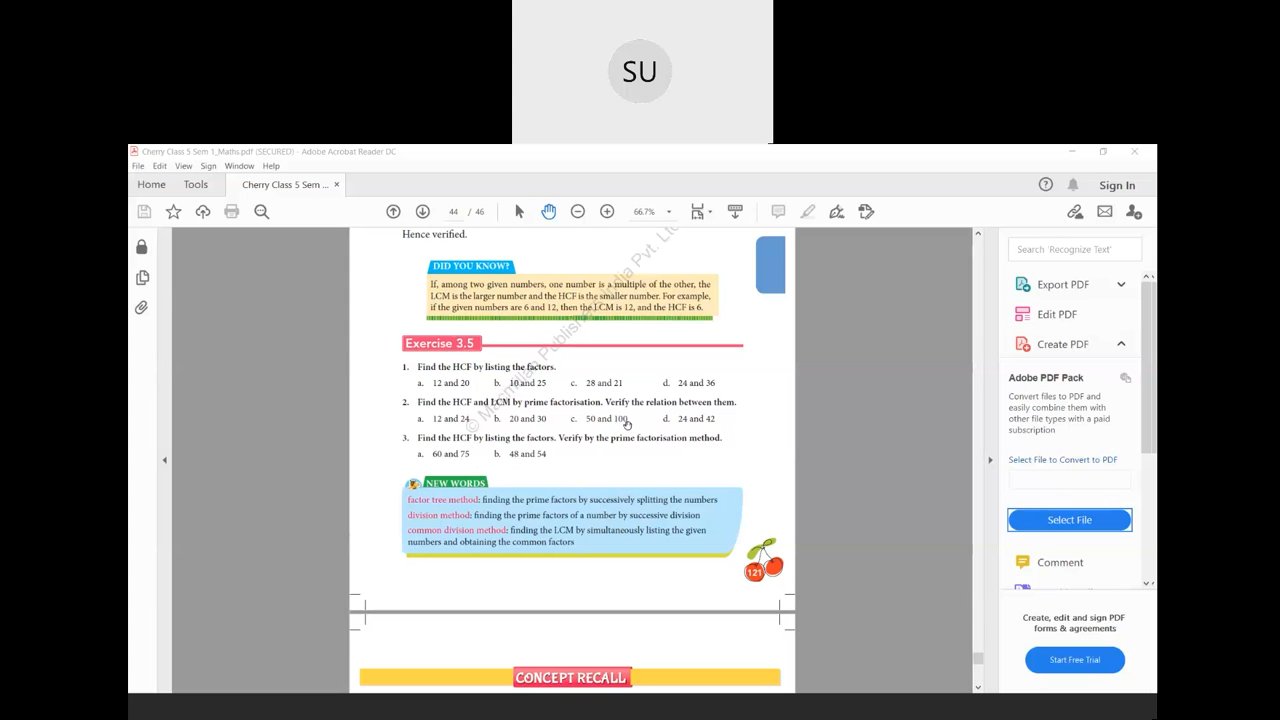 SU
Cherry Class 5 Sem 1_Maths.pdf (SECURED) - Adobe Acrobat Reader DC
File Edit View Sign Window Help
Home Tools Cherry Class 5 Sem ... × Sign In
44 / 46 66.7%
Hence verified.
DID YOU KNOW?
If, among two given numbers, one number is a multiple of the other, the
LCM is the larger number and the HCF is the smaller number. For example,
if the given numbers are 6 and 12, then the LCM is 12, and the HCF is 6.
Exercise 3.5
1. Find the HCF by listing the factors.
a. 12 and 20 b. 10 and 25 c. 28 and 21 d. 24 and 36
2. Find the HCF and LCM by prime factorisation. Verify the relation between them.
a. 12 and 24 b. 20 and 30 c. 50 and 100 d. 24 and 42
3. Find the HCF by listing the factors. Verify by the prime factorisation method.
a. 60 and 75 b. 48 and 54
NEW WORDS
factor tree method: finding the prime factors by successively splitting the numbers
division method: finding the prime factors of a number by successive division
common division method: finding the LCM by simultaneously listing the given
numbers and obtaining the common factors
121
CONCEPT RECALL
Search 'Recognize Text'
Export PDF
Edit PDF
Create PDF
Adobe PDF Pack
Convert files to PDF and
easily combine them with
other file types with a paid
subscription
Select File to Convert to PDF
Select File
Comment
Create, edit and sign PDF
forms & agreements
Start Free Trial